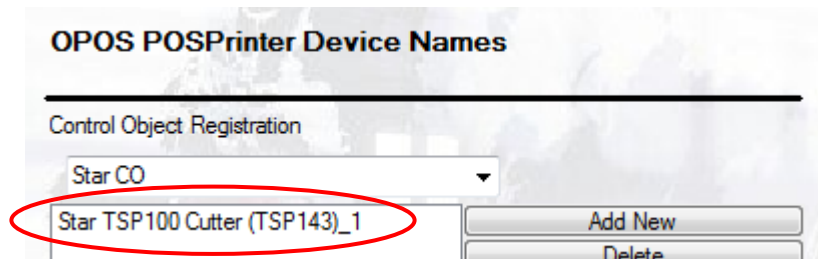 OPOS POSPrinter Device Names
Control Object Registration
Star CO
Star TSP100 Cutter (TSP143)_1
Add New
Delete